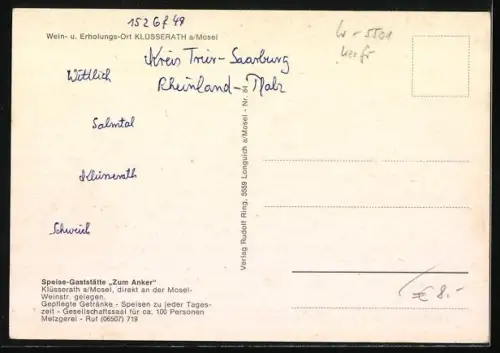 152 Gf 49
Wein- u. Erholungs-Ort KLÜSSERATH a/Mosel
W-5501
Kreis Trier-Saarburg
Wittlich
Rheinland-Pfalz
Salmtal
Klüsserath
Schweich
Verlag Rudolf Ring, 5559 Longuich a/Mosel - Nr. 84
Speise-Gaststätte „Zum Anker"
Klüsserath a/Mosel, direkt an der Mosel-
Weinstr. gelegen.
Gepflegte Getränke - Speisen zu jeder Tages-
zeit - Gesellschaftssaal für ca. 100 Personen
Metzgerei - Ruf (06507) 719
€ 8.-